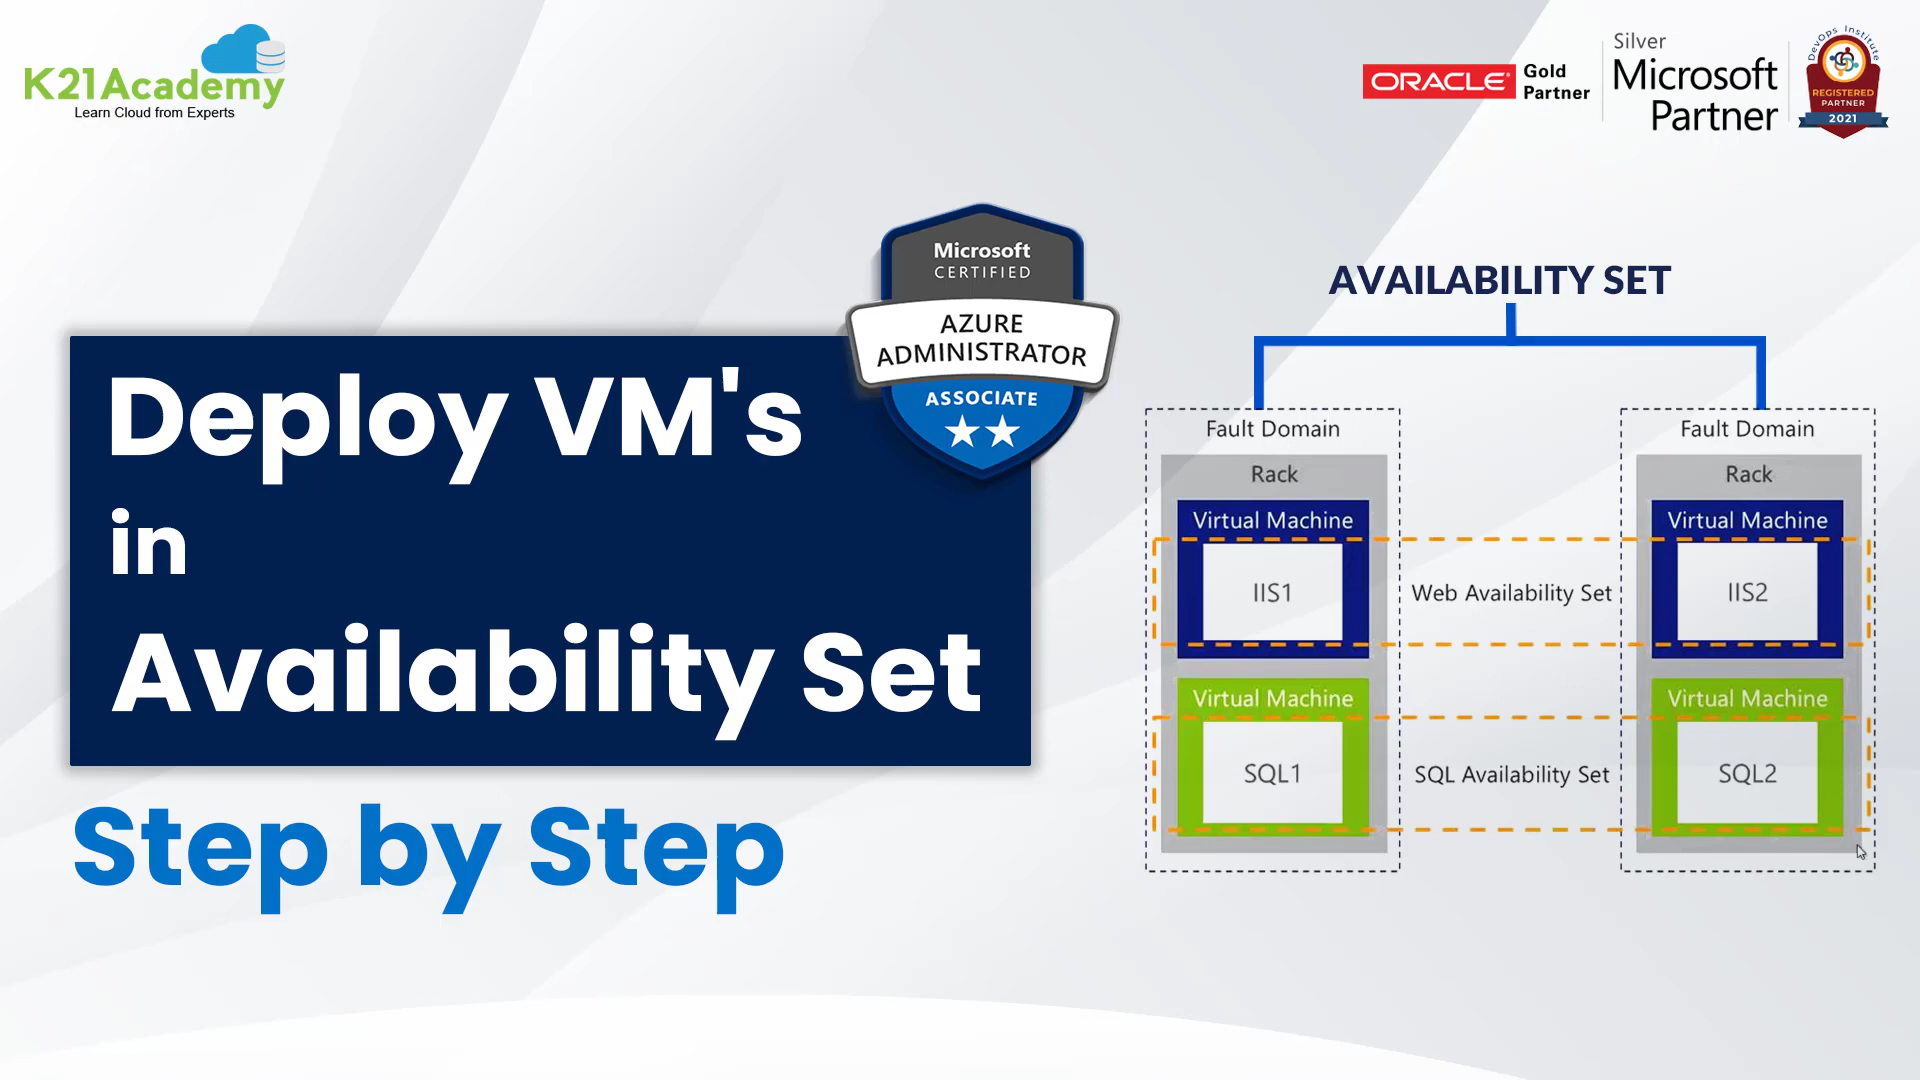 K21Academy
Learn Cloud from Experts
ORACLE® Gold
Partner
Silver
Microsoft
Partner
DevOps Institute
REGISTERED
PARTNER
2021
Microsoft
CERTIFIED
AZURE
ADMINISTRATOR
ASSOCIATE
Deploy VM's
in
Availability Set
Step by Step
AVAILABILITY SET
Fault Domain
Rack
Virtual Machine
IIS1
Virtual Machine
SQL1
Web Availability Set
SQL Availability Set
Fault Domain
Rack
Virtual Machine
IIS2
Virtual Machine
SQL2